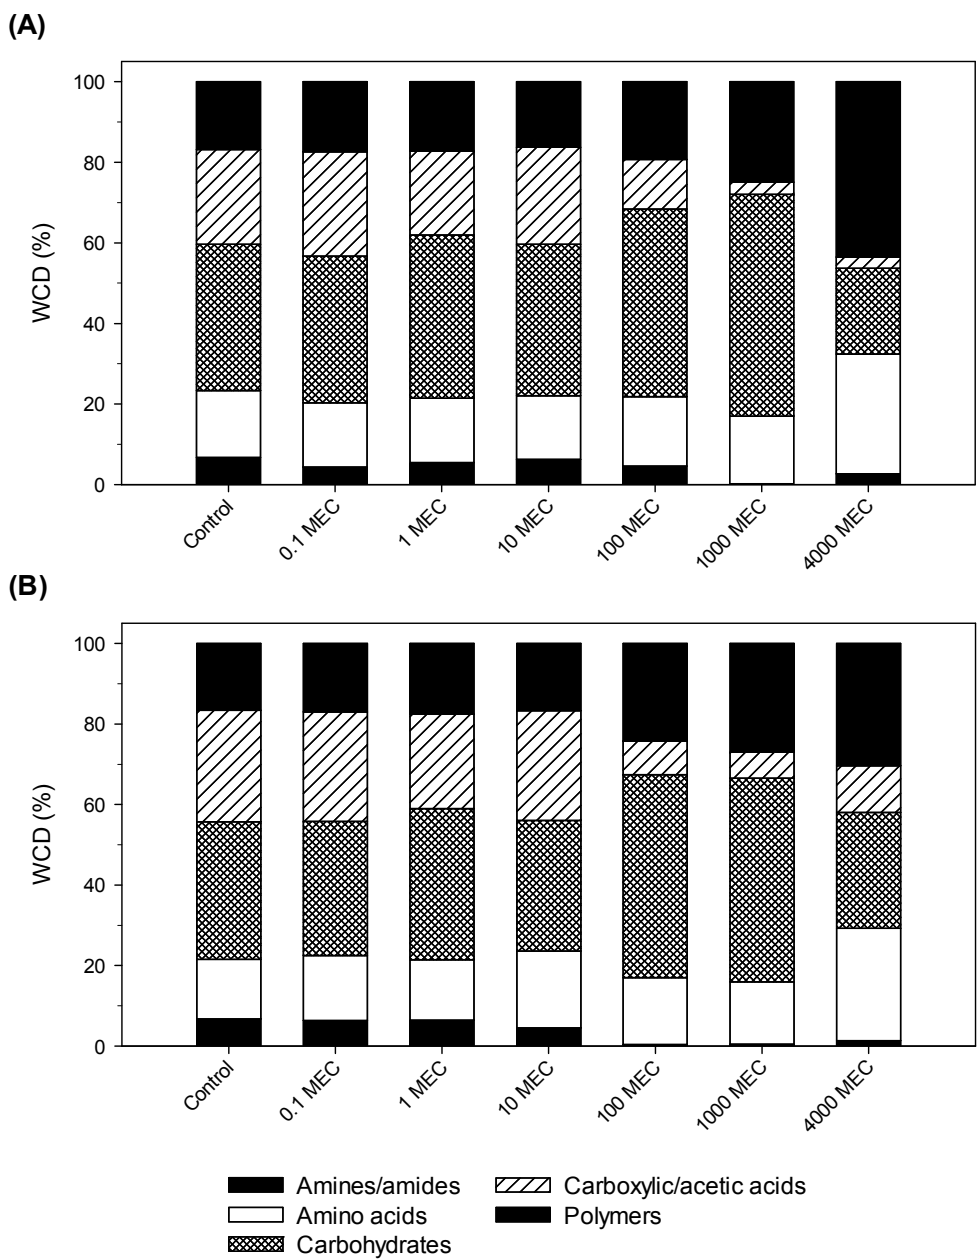 (A)
100
80
60
40
20
0
WCD (%)
Control
0.1 MEC
1 MEC
10 MEC
100 MEC
1000 MEC
4000 MEC
(B)
100
80
60
40
20
0
WCD (%)
Control
0.1 MEC
1 MEC
10 MEC
100 MEC
1000 MEC
4000 MEC
Amines/amides
Amino acids
Carbohydrates
Carboxylic/acetic acids
Polymers